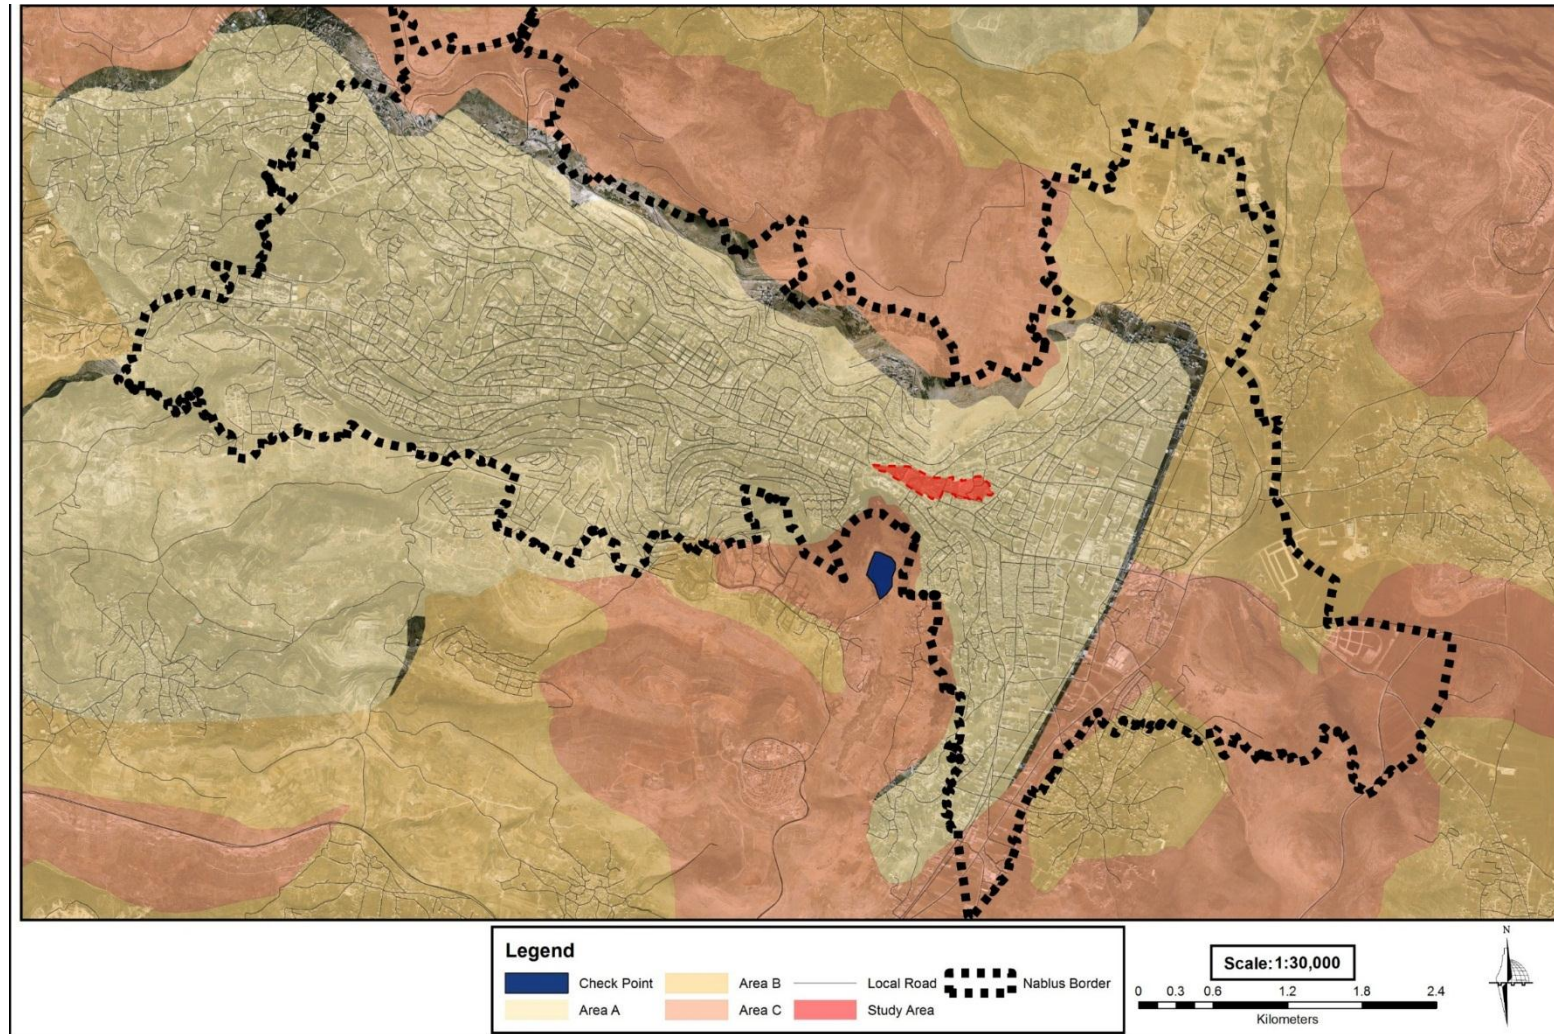 Legend
Check Point
Area B
Local Road
Nablus Border
Area A
Area C
Study Area
Scale:1:30,000
N
0 0.3 0.6 1.2 1.8 2.4
Kilometers